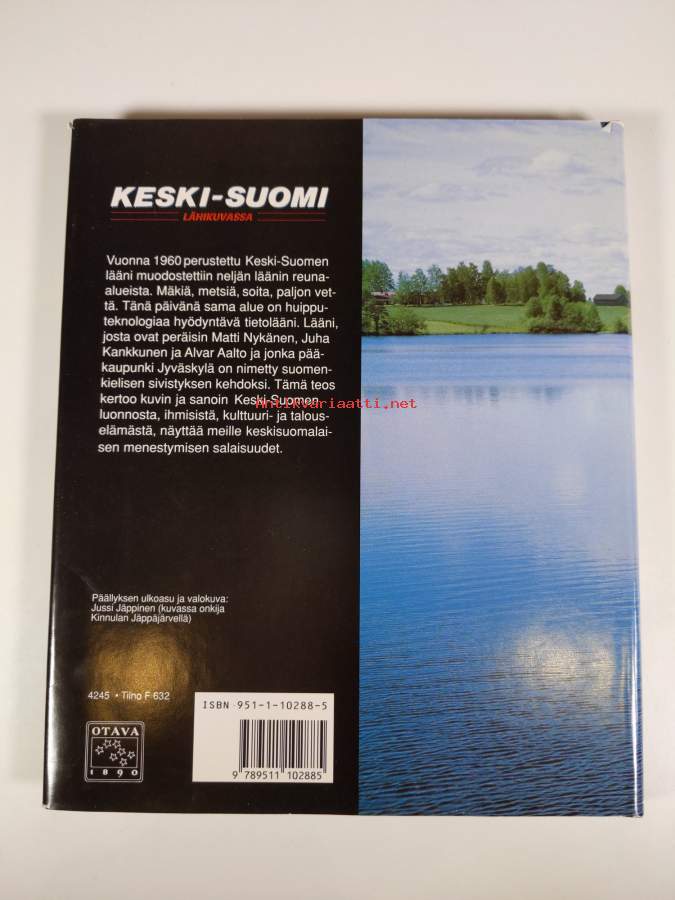 KESKI-SUOMI
LÄHIKUVASSA
Vuonna 1960 perustettu Keski-Suomen
lääni muodostettiin neljän läänin reuna-
alueista. Mäkiä, metsiä, soita, paljon vet-
tä. Tänä päivänä sama alue on huippu-
teknologiaa hyödyntävä tietolääni. Lääni,
josta ovat peräisin Matti Nykänen, Juha
Kankkunen ja Alvar Aalto ja jonka pää-
kaupunki Jyväskylä on nimetty suomen-
kielisen sivistyksen kehdoksi. Tämä teos
kertoo kuvin ja sanoin Keski-Suomen
luonnosta, ihmisistä, kulttuuri- ja talous-
elämästä, näyttää meille keskisuomalai-
sen menestymisen salaisuudet.
Antikvariaatti.net
Päällyksen ulkoasu ja valokuva:
Jussi Jäppinen (kuvassa onkija
Kinnulan Jäppäjärvellä)
4245 • Tilno F 632
OTAVA
1890
ISBN 951-1-10288-5
9 789511 102885